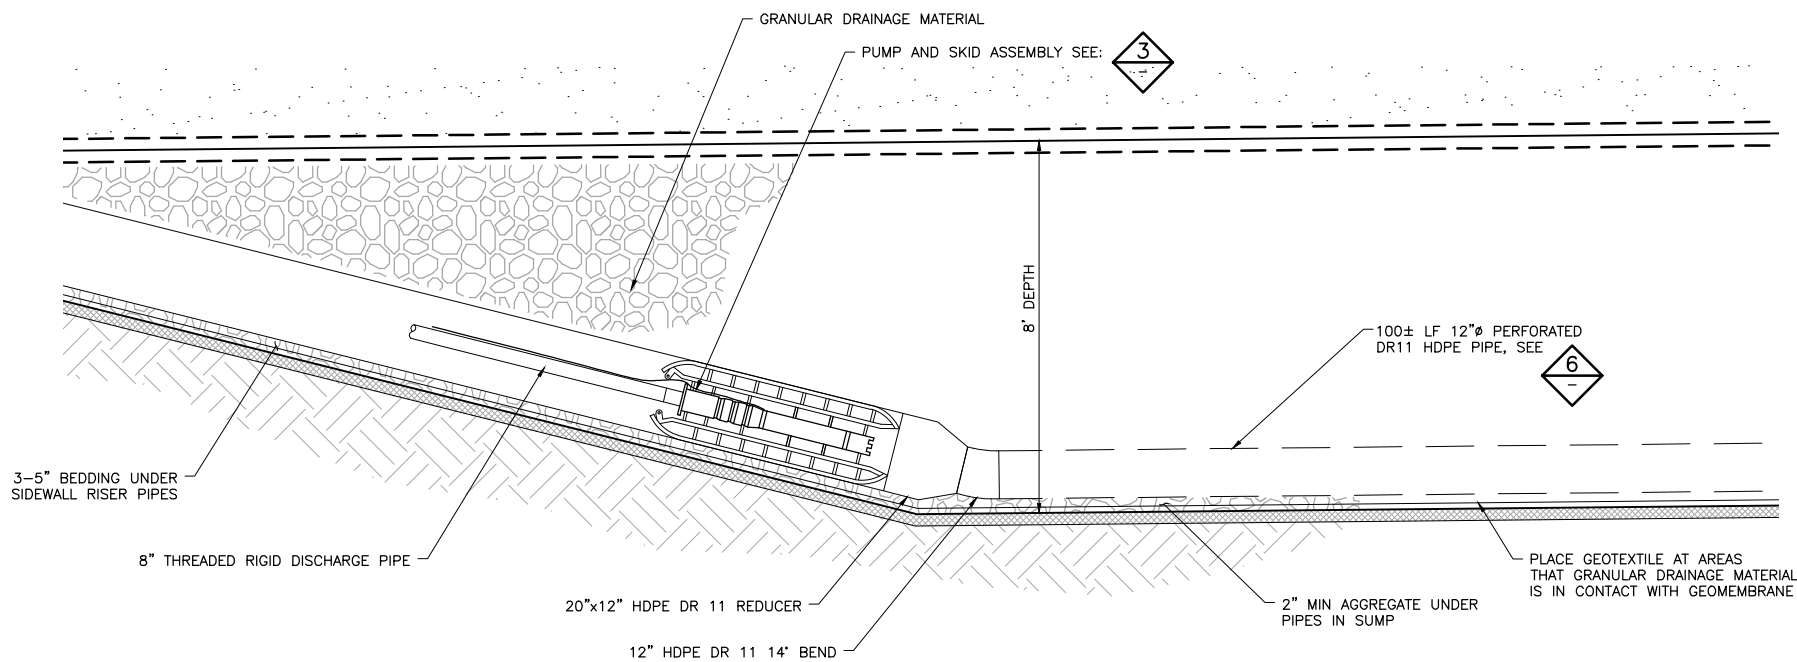 GRANULAR DRAINAGE MATERIAL
PUMP AND SKID ASSEMBLY SEE:
3
–
8' DEPTH
100± LF 12"ø PERFORATED
DR11 HDPE PIPE, SEE
6
–
3–5" BEDDING UNDER
SIDEWALL RISER PIPES
8" THREADED RIGID DISCHARGE PIPE
20"x12" HDPE DR 11 REDUCER
12" HDPE DR 11 14° BEND
2" MIN AGGREGATE UNDER
PIPES IN SUMP
PLACE GEOTEXTILE AT AREAS
THAT GRANULAR DRAINAGE MATERIAL
IS IN CONTACT WITH GEOMEMBRANE